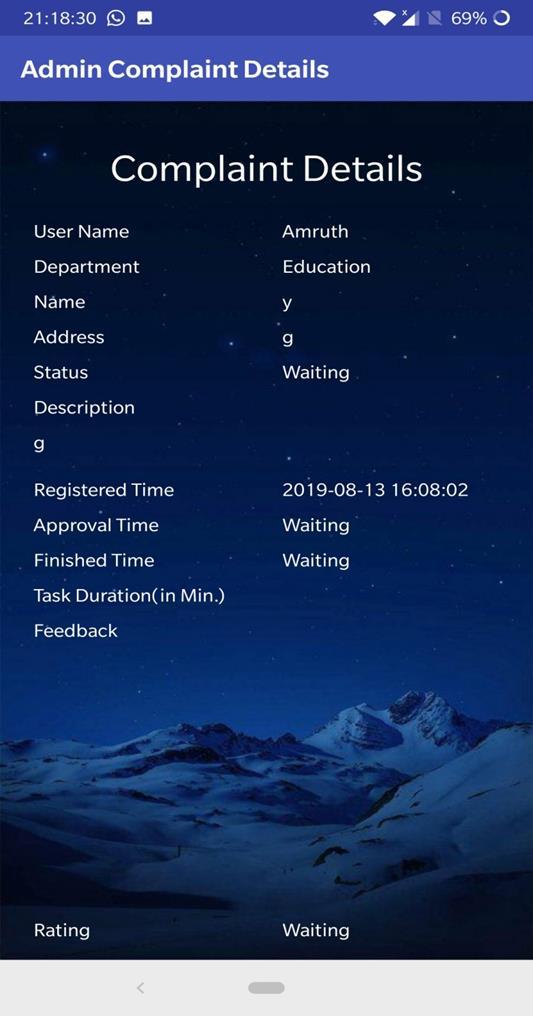 21:18:30 69%
Admin Complaint Details
Complaint Details
User Name Amruth
Department Education
Name y
Address g
Status Waiting
Description
g
Registered Time 2019-08-13 16:08:02
Approval Time Waiting
Finished Time Waiting
Task Duration(in Min.)
Feedback
Rating Waiting